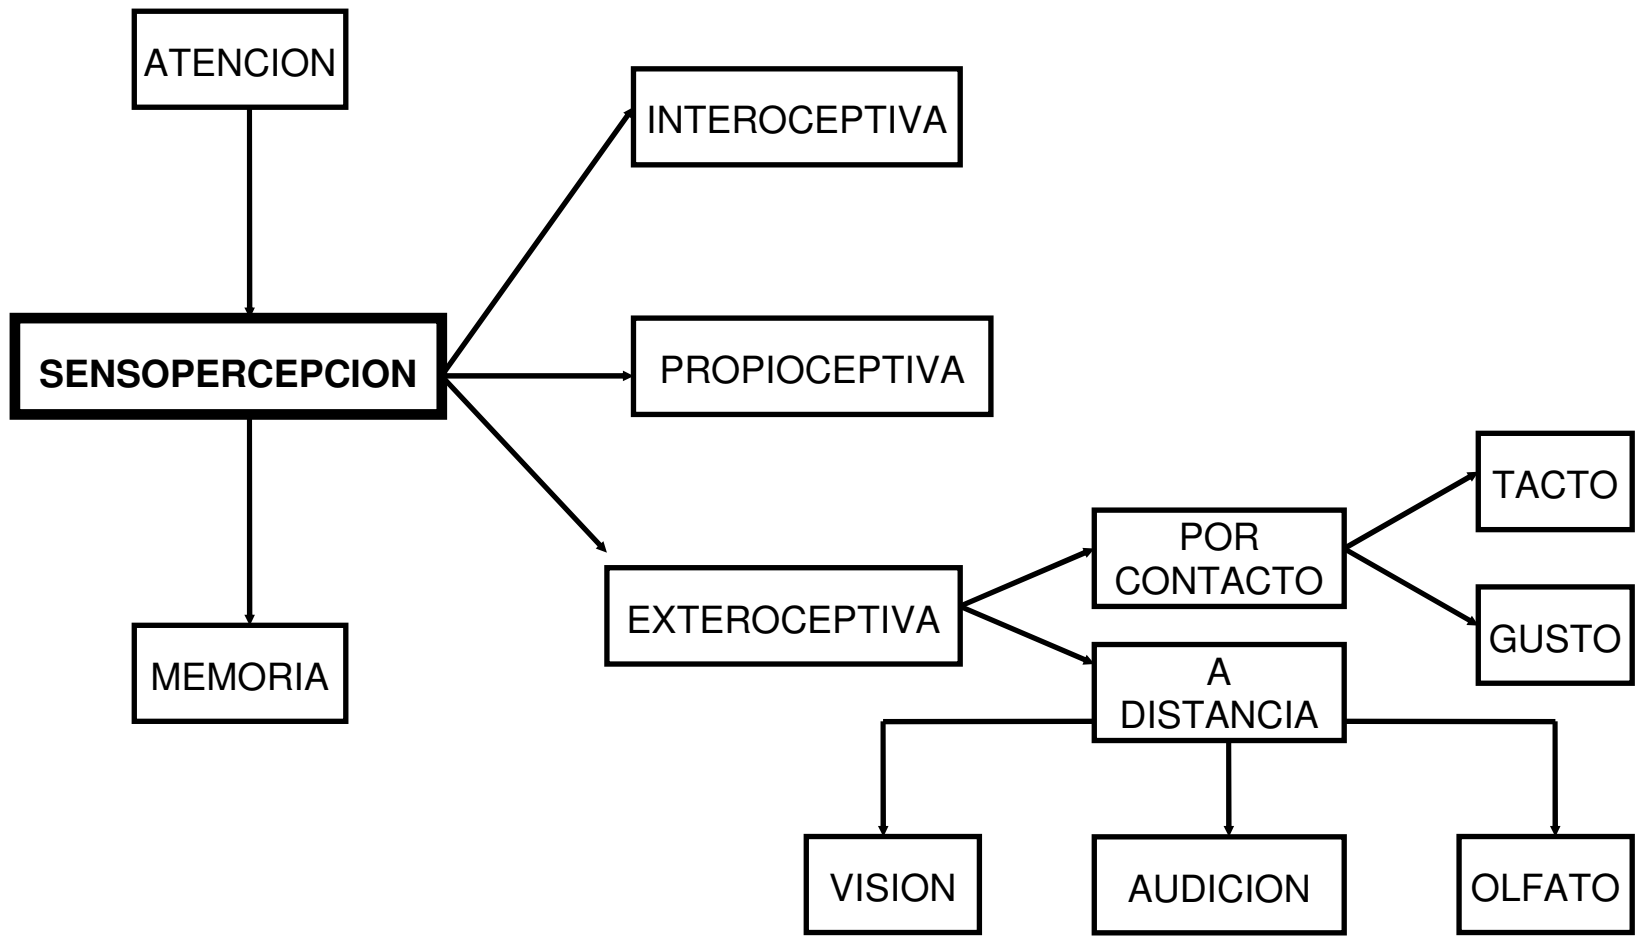 ATENCION
INTEROCEPTIVA
SENSOPERCEPCION
PROPIOCEPTIVA
EXTEROCEPTIVA
MEMORIA
POR
CONTACTO
TACTO
GUSTO
A
DISTANCIA
VISION
AUDICION
OLFATO